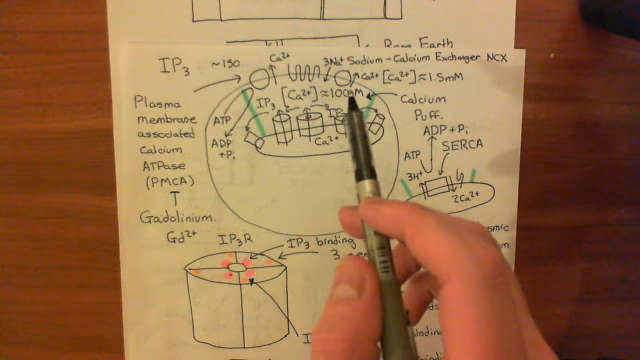 Rare Earth
IP3 ~150 Ca2+ 3Na+ Sodium-Calcium Exchanger NCX
Ca2+ [Ca2+] ≈ 1.5mM
[Ca2+] ≈ 100nM
IP3
Plasma
membrane
associated
Calcium
ATPase
(PMCA)
Gadolinium.
Gd2+
ATP
ADP
+Pi
Ca2+
Calcium
Puff.
ADP+Pi
ATP
SERCA
3H+
2Ca2+
IP3R
IP3 binding
3